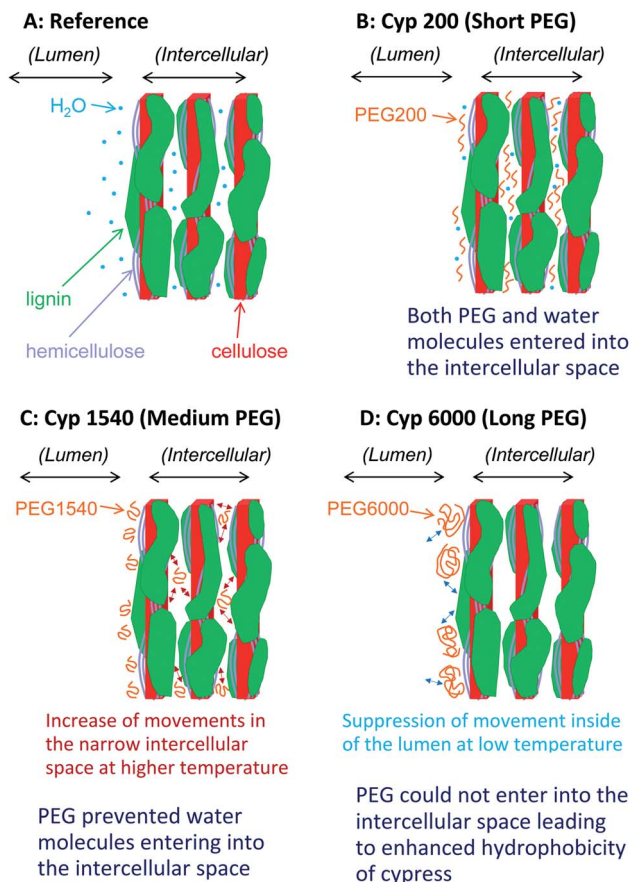 A: Reference
(Lumen)
(Intercellular)
H₂O
lignin
hemicellulose
cellulose
B: Cyp 200 (Short PEG)
(Lumen)
(Intercellular)
PEG200
Both PEG and water
molecules entered into
the intercellular space
C: Cyp 1540 (Medium PEG)
(Lumen)
(Intercellular)
PEG1540
Increase of movements in
the narrow intercellular
space at higher temperature
PEG prevented water
molecules entering into
the intercellular space
D: Cyp 6000 (Long PEG)
(Lumen)
(Intercellular)
PEG6000
Suppression of movement inside
of the lumen at low temperature
PEG could not enter into the
intercellular space leading
to enhanced hydrophobicity
of cypress